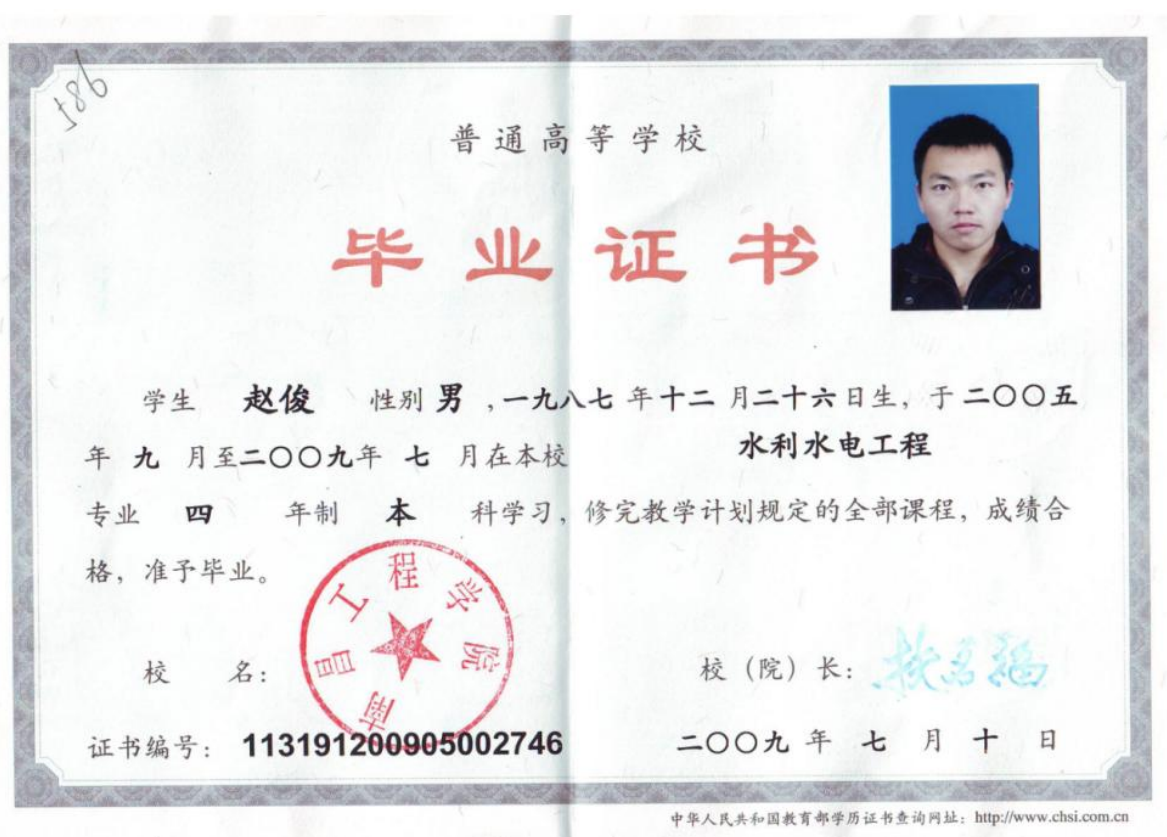 586
普通高等学校
毕业证书
学生 赵俊 性别 男 ,一九八七 年 十二 月 二十六 日生, 于 二〇〇五
年 九 月至 二〇〇九 年 七 月在本校 水利水电工程
专业 四 年制 本 科学习, 修完教学计划规定的全部课程, 成绩合
格, 准予毕业。
南昌工程学院
校 名:
校 (院) 长: 扶名福
证书编号: 113191200905002746
二〇〇九 年 七 月 十 日
中华人民共和国教育部学历证书查询网址: http://www.chsi.com.cn